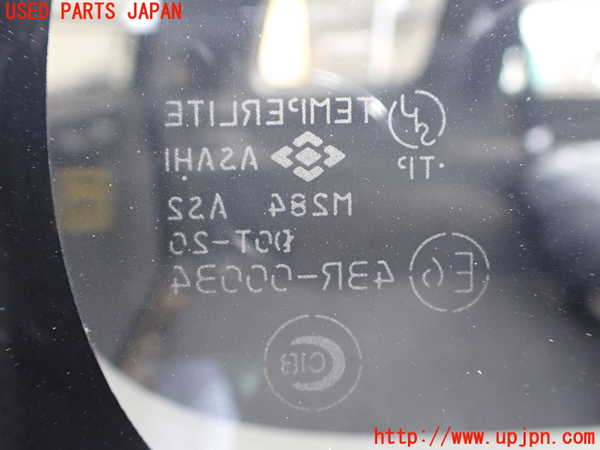 USED PARTS JAPAN
TEMPERLITE
TP
ASAHI
M284 AS2
DOT-20
E6 43R-00034
http://www.upjpn.com/